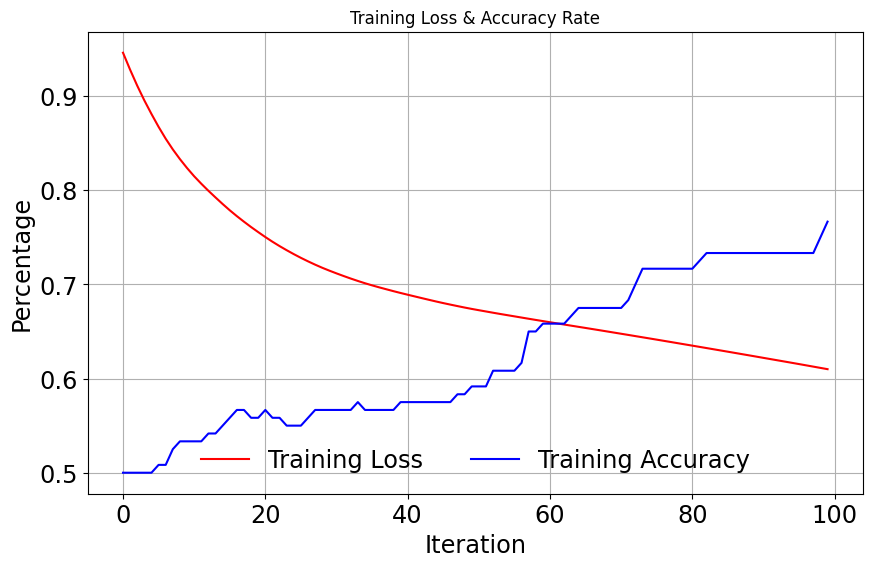 Training Loss & Accuracy Rate
Percentage
0.9
0.8
0.7
0.6
0.5
Training Loss
Training Accuracy
0
20
40
60
80
100
Iteration